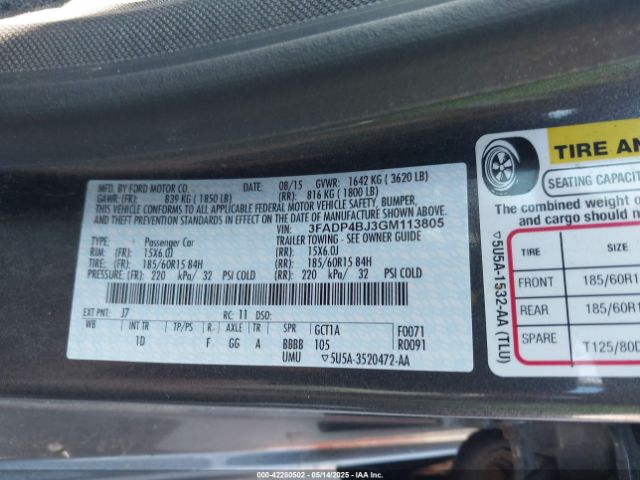 MFD. BY FORD MOTOR CO. DATE: 08/15 GVWR: 1642 KG ( 3620 LB)
GAWR: (FR): 839 KG ( 1850 LB) (RR): 816 KG ( 1800 LB)
THIS VEHICLE CONFORMS TO ALL APPLICABLE FEDERAL MOTOR VEHICLE SAFETY, BUMPER,
AND THEFT PREVENTION STANDARDS IN EFFECT ON THE DATE OF MANUFACTURE SHOWN ABOVE.
VIN: 3FADP4BJ3GM113805
TYPE: Passenger Car TRAILER TOWING - SEE OWNER GUIDE
RIM: (FR): 15X6.0J (RR): 15X6.0J
TIRE: (FR): 185/60R15 84H (RR): 185/60R15 84H
PRESSURE: (FR): 220 kPa/ 32 PSI COLD (RR): 220 kPa/ 32 PSI COLD
EXT PNT: J7 RC: 11 DSO:
WB INT TR TP/PS R AXLE TR SPR GCT1A F0071
1D F GG A BBBB 105 R0091
UMU ▽5U5A-3520472-AA
▽5U5A-1532-AA (TLU)
TIRE AN
SEATING CAPACIT
The combined weight o
and cargo should n
TIRE SIZE
FRONT 185/60R1
REAR 185/60R1
SPARE T125/80D
000-42280502 - 05/14/2025 - IAAI.COM